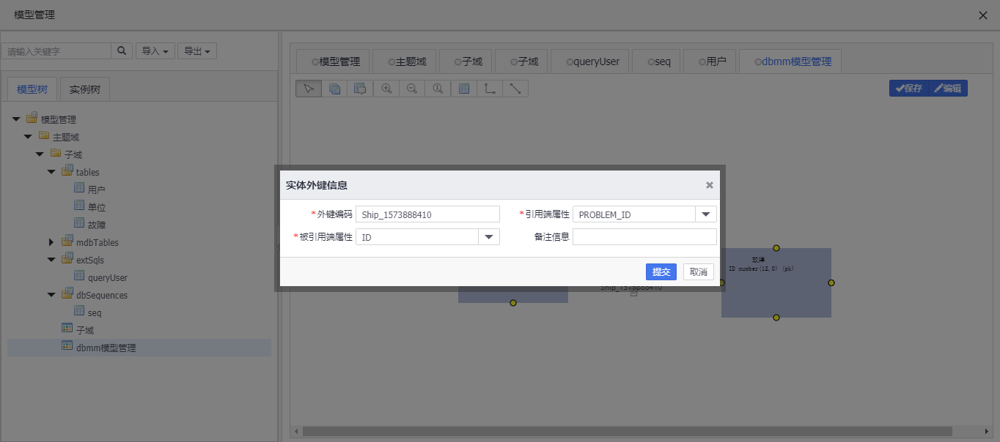 模型管理
请输入关键字
导入
导出
模型树
实例树
模型管理
主题域
子域
tables
用户
单位
故障
mdbTables
extSqls
queryUser
dbSequences
seq
子域
dbmm模型管理
模型管理
主题域
子域
子域
queryUser
seq
用户
dbmm模型管理
保存
编辑
实体外键信息
*外键编码 Ship_1573888410
*引用端属性 PROBLEM_ID
*被引用端属性 ID
备注信息
提交
取消
Ship_1573888410
故障
ID number(12,0) (pk)